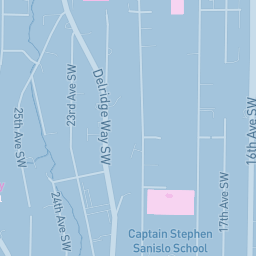 Delridge Way SW
23rd Ave SW
25th Ave SW
24th Ave SW
16th Ave SW
17th Ave SW
Captain Stephen
Sanislo School